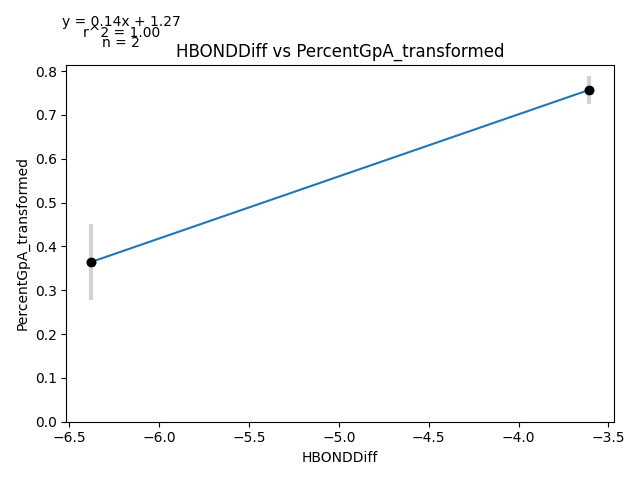 y = 0.14x + 1.27
r^2 = 1.00
n = 2
HBONDDiff vs PercentGpA_transformed
0.8
0.7
0.6
0.5
0.4
0.3
0.2
0.1
0.0
PercentGpA_transformed
−6.5 −6.0 −5.5 −5.0 −4.5 −4.0 −3.5
HBONDDiff